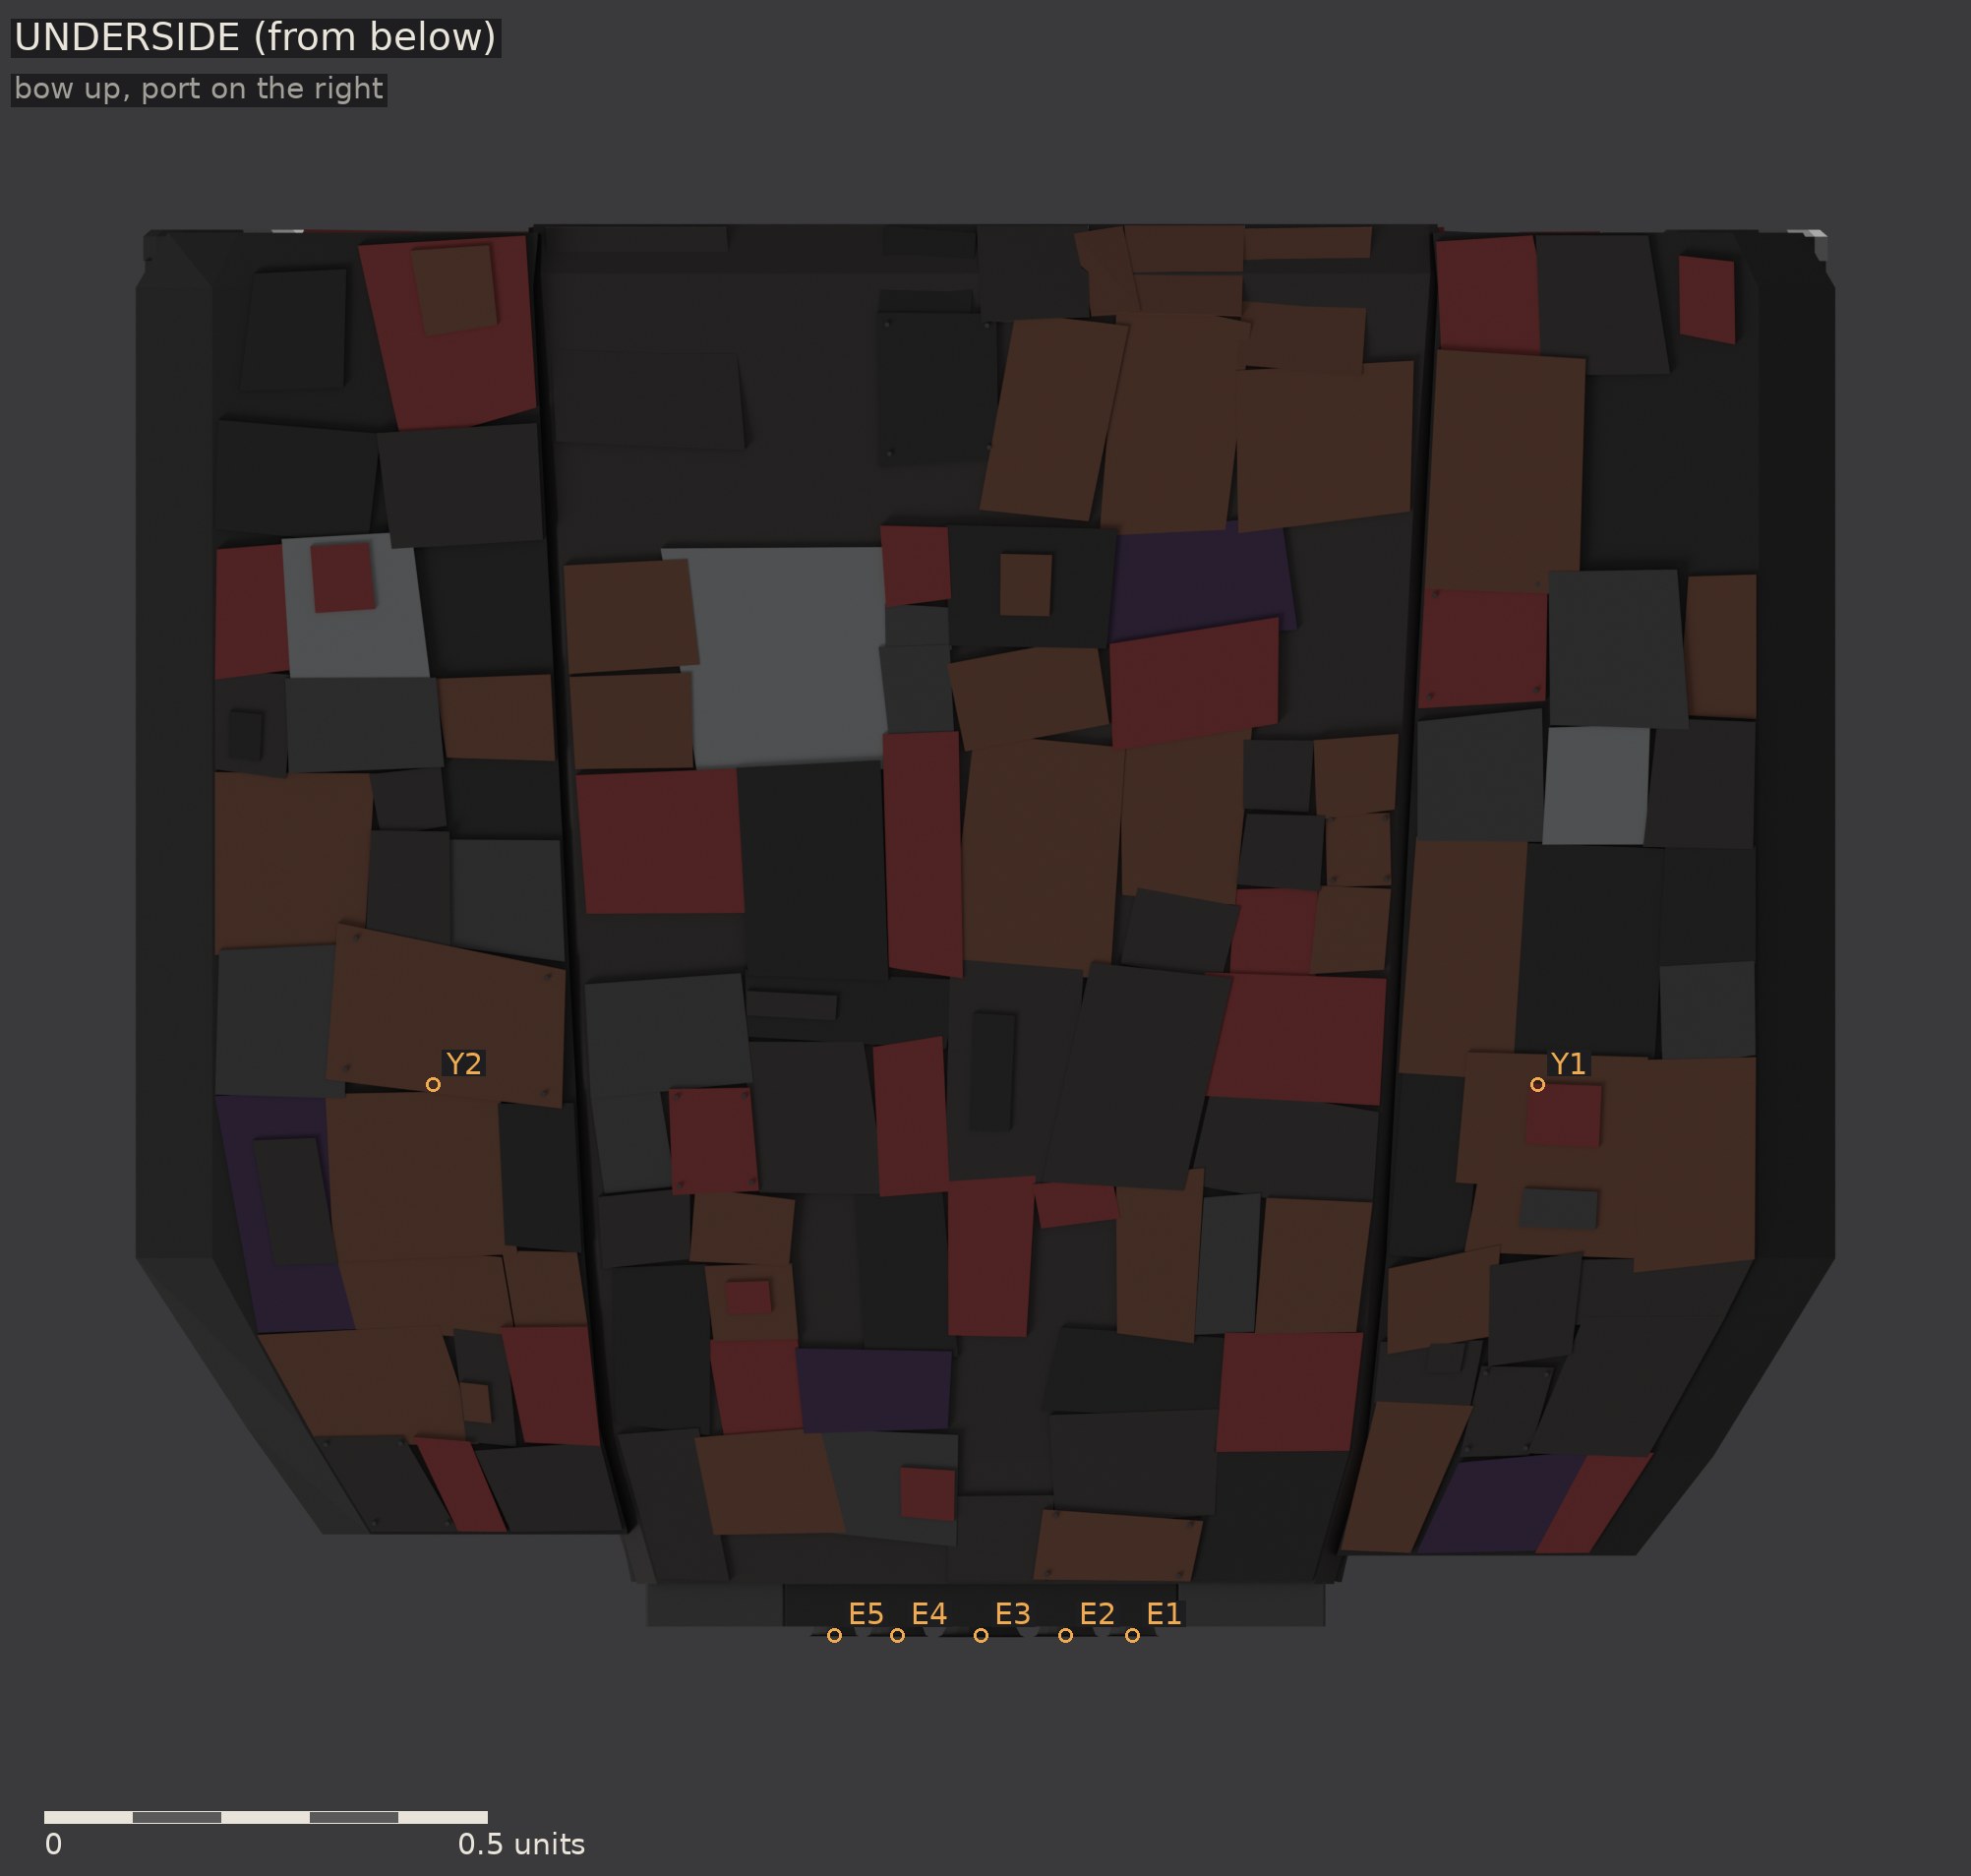 UNDERSIDE (from below)
bow up, port on the right
Y2
Y1
E5 E4 E3 E2 E1
0 0.5 units